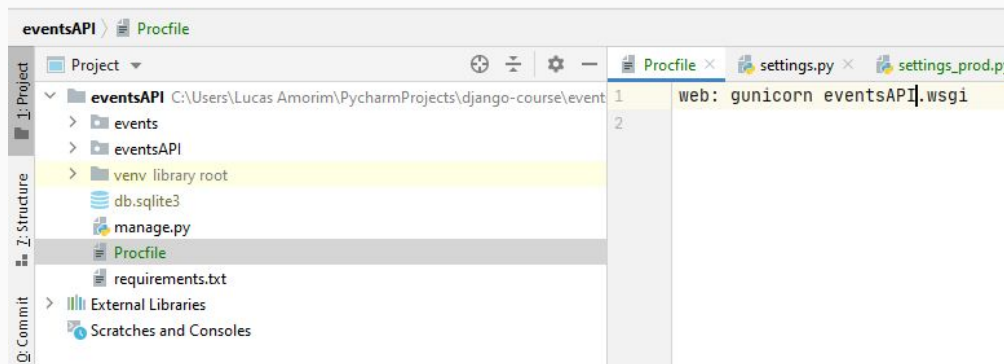 eventsAPI Procfile
1: Project
Project
Procfile
settings.py
settings_prod.p
eventsAPI C:\Users\Lucas Amorim\PycharmProjects\django-course\event
1 web: gunicorn eventsAPI.wsgi
events
2
eventsAPI
venv library root
db.sqlite3
manage.py
Procfile
requirements.txt
External Libraries
Scratches and Consoles
Z: Structure
0: Commit